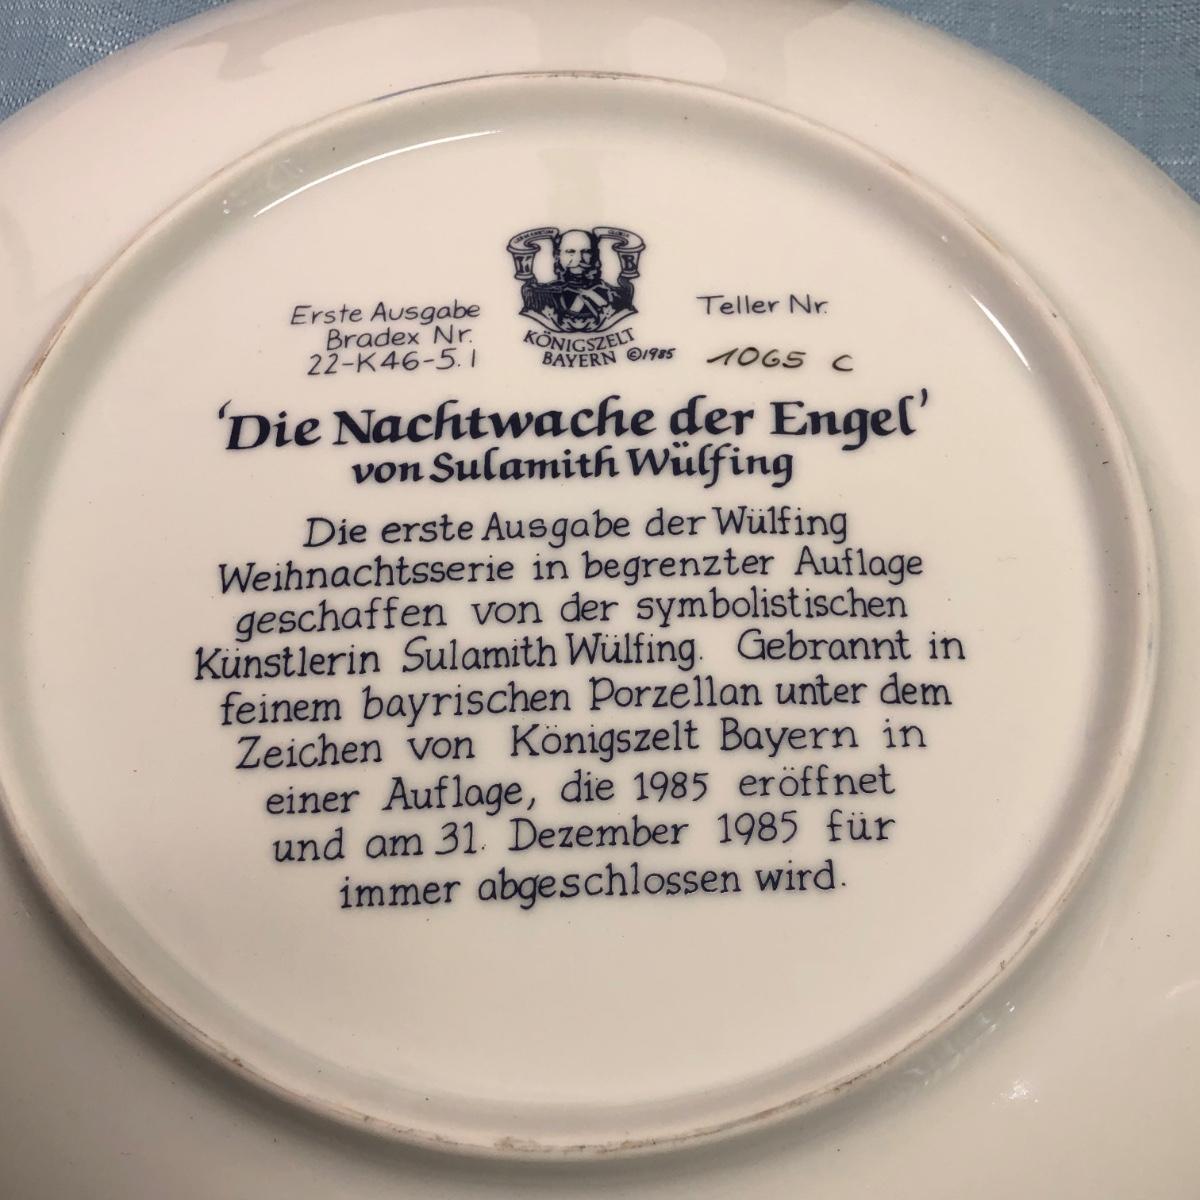 Erste Ausgabe
Bradex Nr.
22-K46-5.1
K B
KÖNIGSZELT
BAYERN ©1985
Teller Nr.
1065 C
'Die Nachtwache der Engel'
von Sulamith Wülfing
Die erste Ausgabe der Wülfing
Weihnachtsserie in begrenzter Auflage
geschaffen von der symbolistischen
Künstlerin Sulamith Wülfing. Gebrannt in
feinem bayrischen Porzellan unter dem
Zeichen von Königszelt Bayern in
einer Auflage, die 1985 eröffnet
und am 31. Dezember 1985 für
immer abgeschlossen wird.